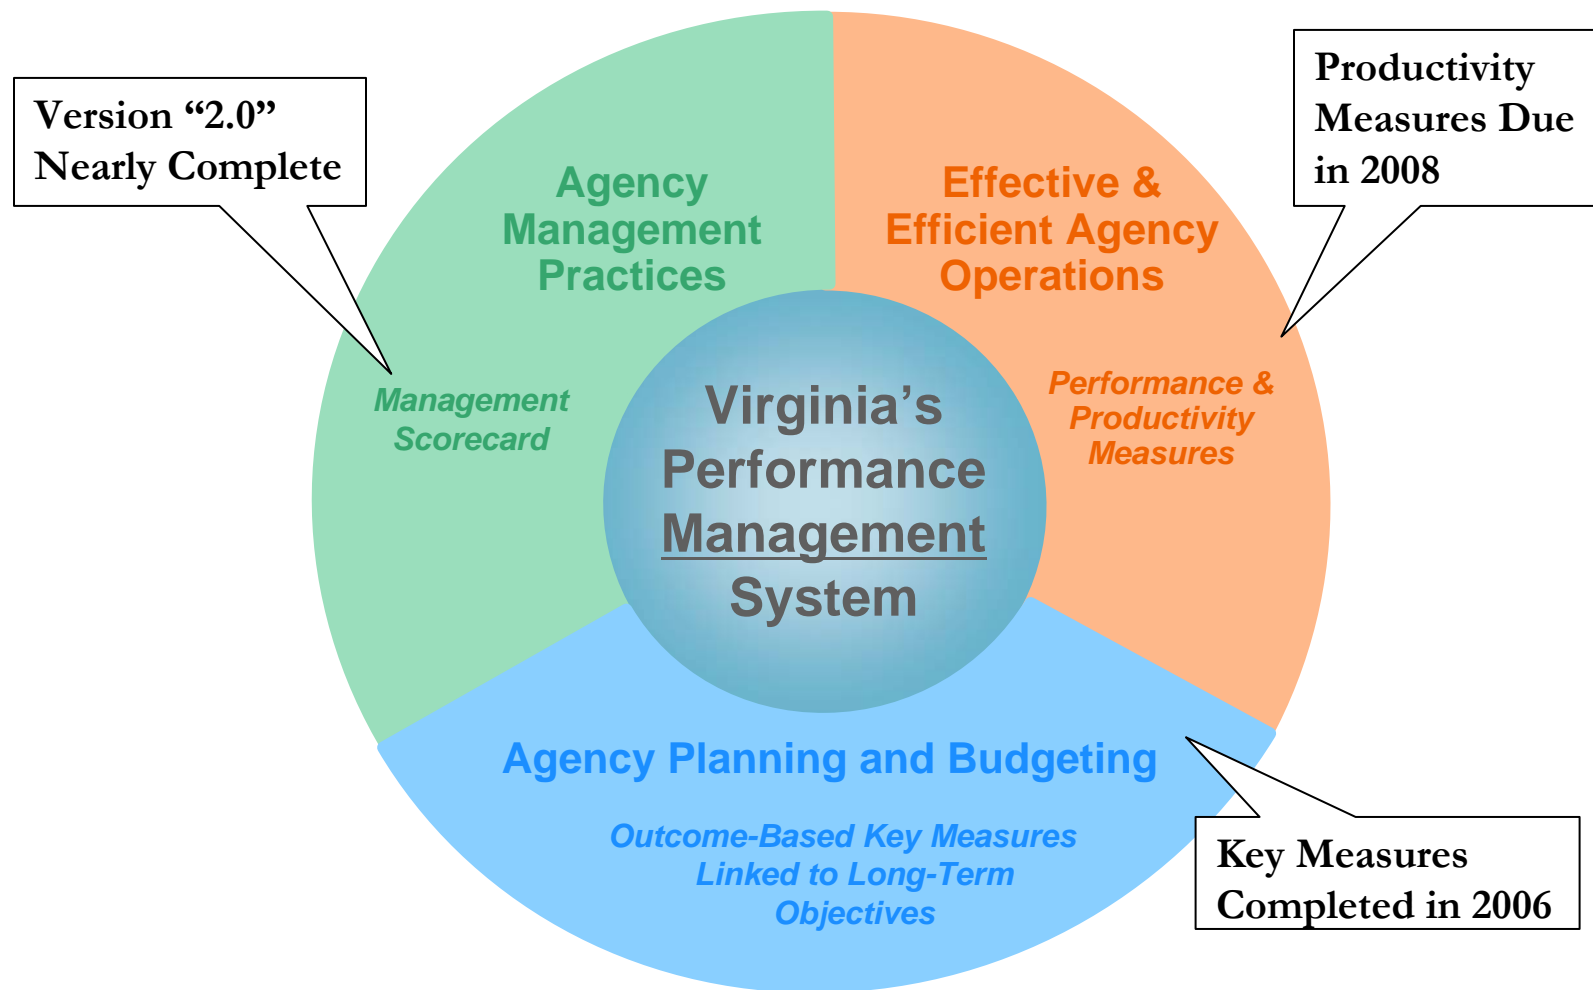 Version “2.0”
Nearly Complete
Productivity
Measures Due
in 2008
Agency
Management
Practices
Management
Scorecard
Effective &
Efficient Agency
Operations
Performance &
Productivity
Measures
Virginia’s
Performance
Management
System
Agency Planning and Budgeting
Outcome-Based Key Measures
Linked to Long-Term
Objectives
Key Measures
Completed in 2006